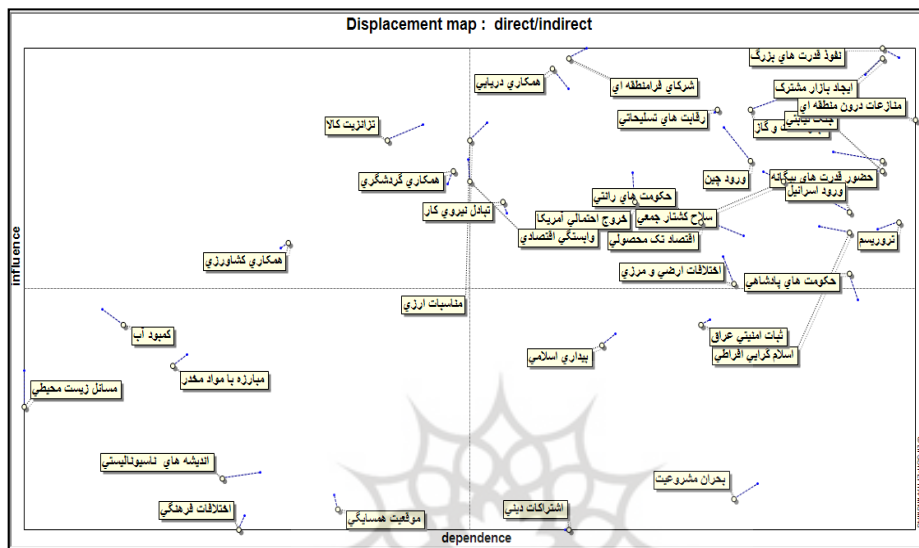 Displacement map : direct/indirect
نفوذ قدرت هاي بزرگ
همكاري دريايي
شركاي فرامنطقه اي
ايجاد بازار مشترک
منازعات درون منطقه اي
رقابت هاي تسليحاتي
و گاز
ترانزيت كالا
همكاري گردشگري
ورود چين
حضور قدرت هاي بيگانه
حكومت هاي رانتي
ورود اسرائيل
تبادل نيروي كار
خروج احتمالي آمريكا
سلاح كشتار جمعي
وابستگي اقتصادي
اقتصاد تک محصولي
تروريسم
همكاري كشاورزي
اختلافات ارضي و مرزي
حكومت هاي پادشاهي
influence
مناسبات ارزي
كمبود آب
ثبات امنيتي عراق
بيداري اسلامي
اسلام گرايي افراطي
مبارزه با مواد مخدر
مسائل زيست محيطي
انديشه هاي ناسيوناليستي
بحران مشروعيت
اختلافات فرهنگي
موقعيت همسايگي
اشتراكات ديني
dependence